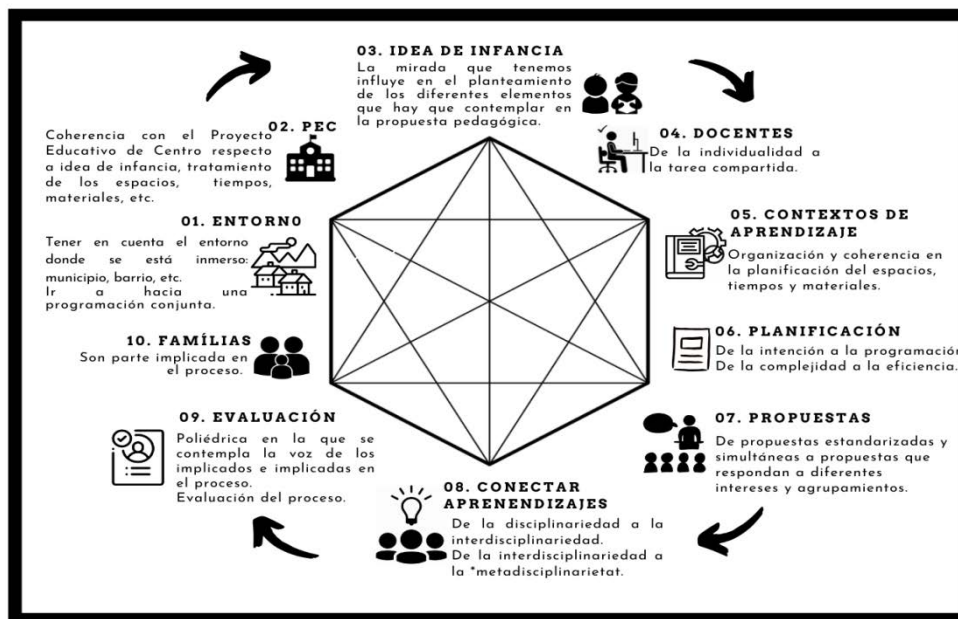 03. IDEA DE INFANCIA
La mirada que tenemos
influye en el planteamiento
de los diferentes elementos
que hay que contemplar en
la propuesta pedagógica.
02. PEC
Coherencia con el Proyecto
Educativo de Centro respecto
a idea de infancia, tratamiento
de los espacios, tiempos,
materiales, etc.
04. DOCENTES
De la individualidad a
la tarea compartida.
01. ENTORN0
Tener en cuenta el entorno
donde se está inmerso:
municipio, barrio, etc.
Ir a hacia una
programación conjunta.
05. CONTEXTOS DE
APRENDIZAJE
Organización y coherencia en
la planificación del espacios,
tiempos y materiales.
10. FAMÍLIAS
Son parte implicada en
el proceso.
06. PLANIFICACIÓN
De la intención a la programación
De la complejidad a la eficiencia.
09. EVALUACIÓN
Poliédrica en la que se
contempla la voz de los
implicados e implicadas en
el proceso.
Evaluación del proceso.
07. PROPUESTAS
De propuestas estandarizadas y
simultáneas a propuestas que
respondan a diferentes
intereses y agrupamientos.
08. CONECTAR
APRENENDIZAJES
De la disciplinariedad a la
interdisciplinariedad.
De la interdisciplinariedad a
la *metadisciplinarietat.